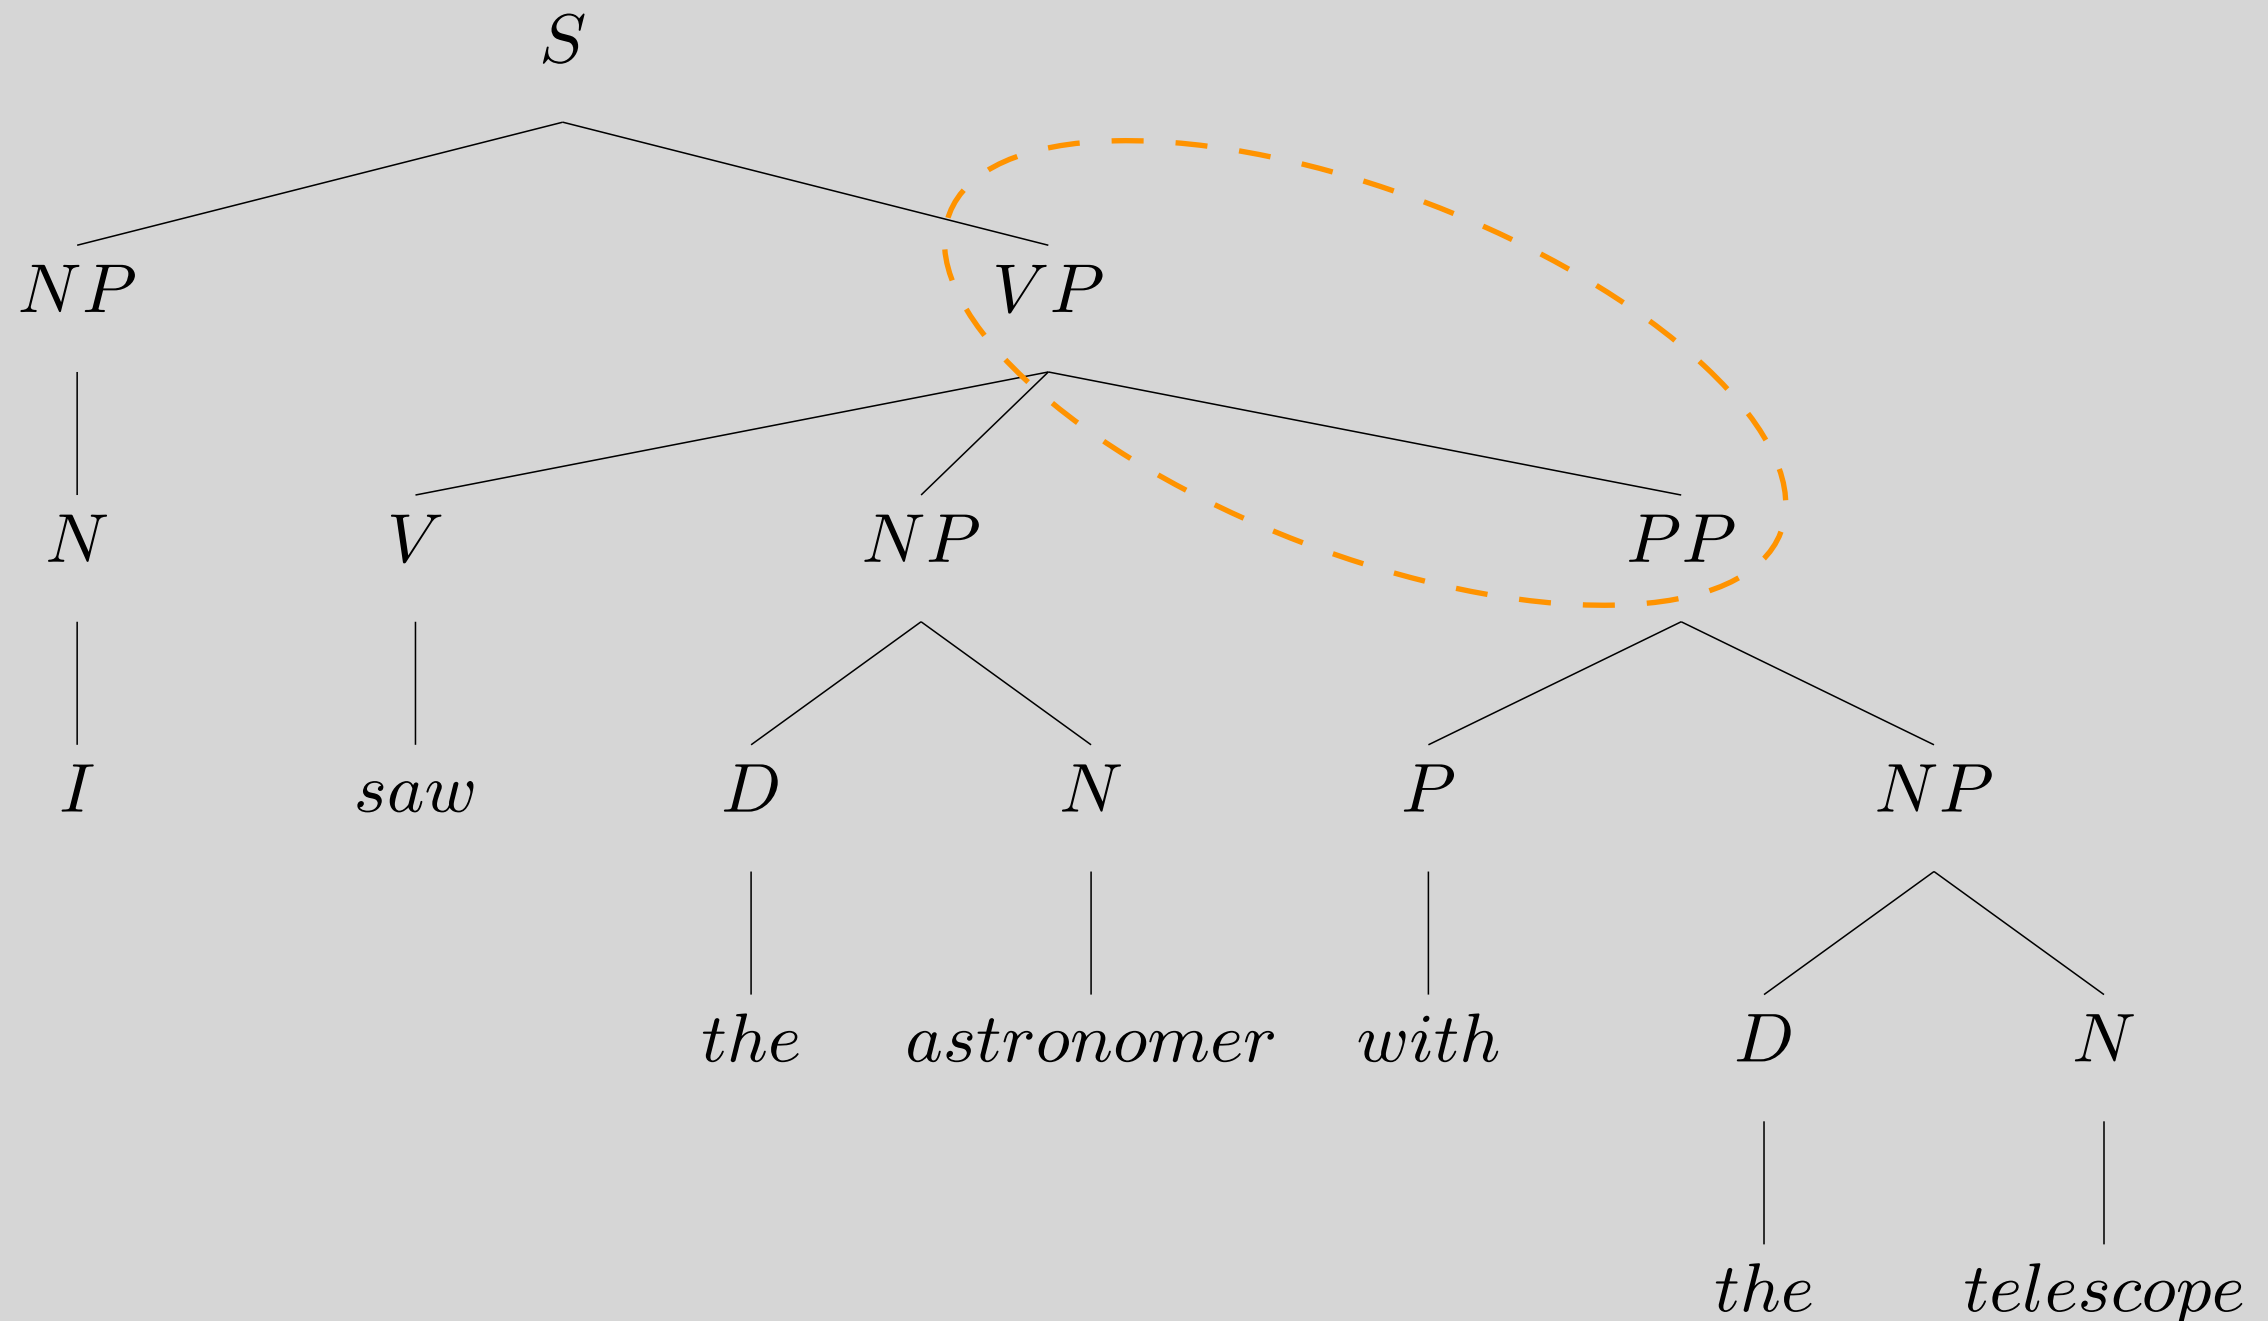 S
NP VP
N V NP PP
I saw D N P NP
the astronomer with D N
the telescope